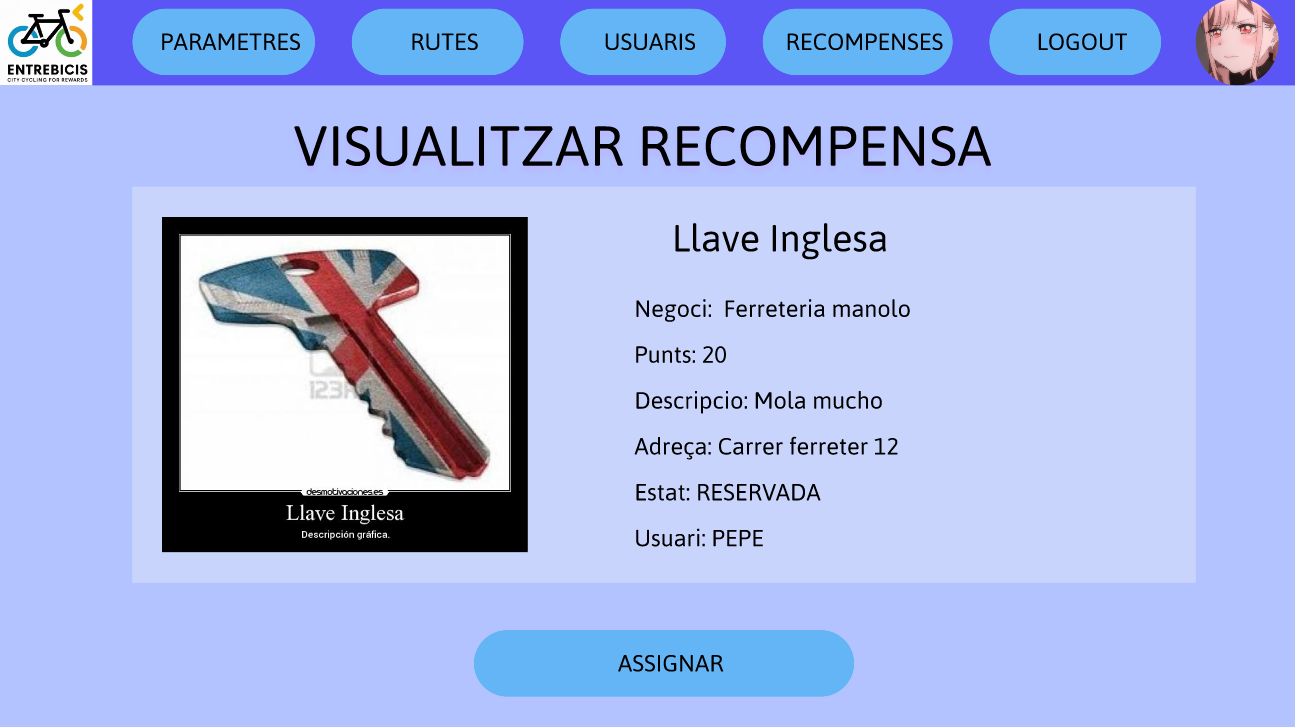 ENTREBICIS
CITY CYCLING FOR REWARDS
PARAMETRES
RUTES
USUARIS
RECOMPENSES
LOGOUT
VISUALITZAR RECOMPENSA
desmotivaciones.es
Llave Inglesa
Descripción gráfica.
Llave Inglesa
Negoci: Ferreteria manolo
Punts: 20
Descripcio: Mola mucho
Adreça: Carrer ferreter 12
Estat: RESERVADA
Usuari: PEPE
ASSIGNAR